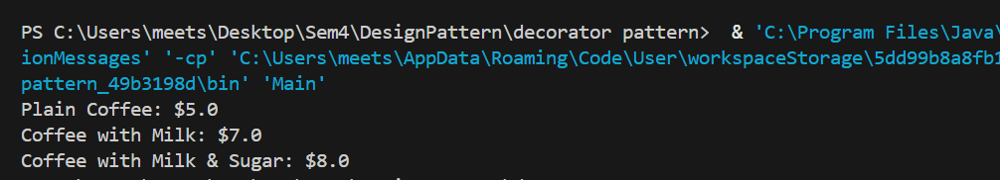 PS C:\Users\meets\Desktop\Sem4\DesignPattern\decorator pattern>  & 'C:\Program Files\Java\
ionMessages' '-cp' 'C:\Users\meets\AppData\Roaming\Code\User\workspaceStorage\5dd99b8a8fb1
pattern_49b3198d\bin' 'Main'
Plain Coffee: $5.0
Coffee with Milk: $7.0
Coffee with Milk & Sugar: $8.0